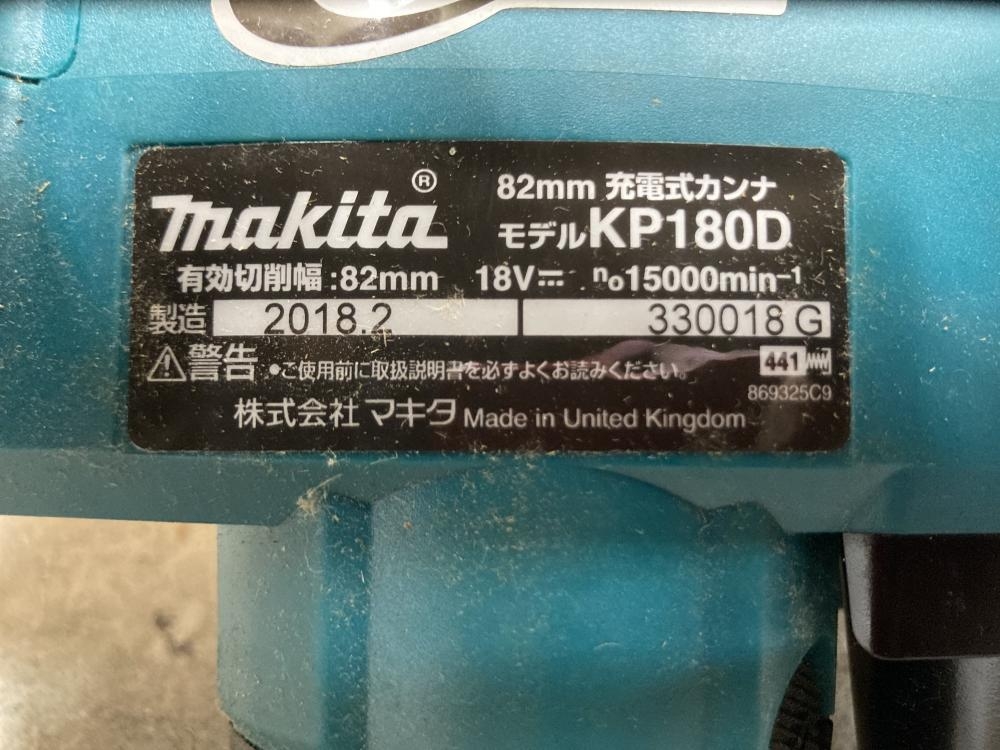 makita®
82mm 充電式カンナ
モデルKP180D
有効切削幅:82mm 18V⎓ n₀15000min⁻¹
製造 2018.2 330018 G
⚠警告 •ご使用前に取扱説明書を必ずよくお読みください。 441
869325C9
株式会社 マキタ Made in United Kingdom